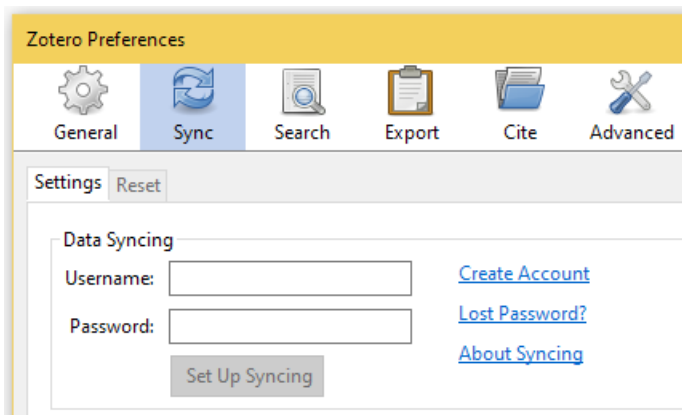 Zotero Preferences
General Sync Search Export Cite Advanced
Settings Reset
Data Syncing
Username: Create Account
Password: Lost Password?
About Syncing
Set Up Syncing